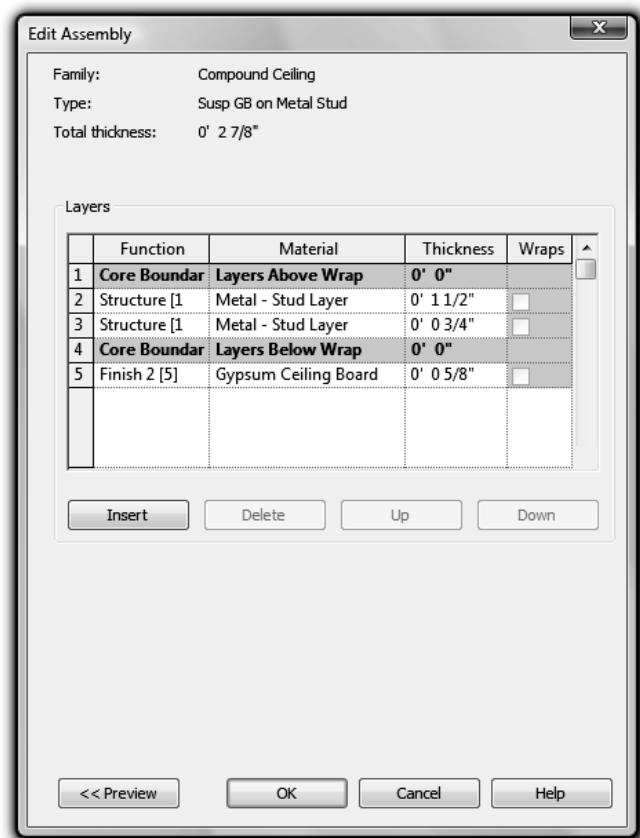 Edit Assembly
Family: Compound Ceiling
Type: Susp GB on Metal Stud
Total thickness: 0' 2 7/8"
Layers
Function Material Thickness Wraps
1 Core Boundar Layers Above Wrap 0' 0"
2 Structure [1 Metal - Stud Layer 0' 1 1/2"
3 Structure [1 Metal - Stud Layer 0' 0 3/4"
4 Core Boundar Layers Below Wrap 0' 0"
5 Finish 2 [5] Gypsum Ceiling Board 0' 0 5/8"
Insert Delete Up Down
<< Preview OK Cancel Help